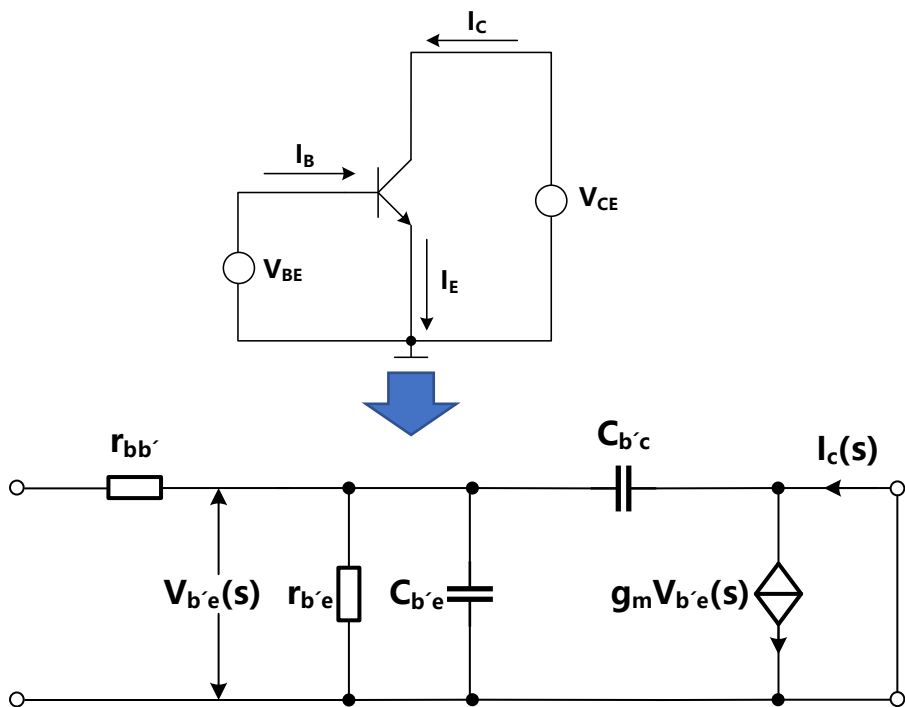 I_C
I_B
V_CE
V_BE
I_E
r_bb´
C_b´c
I_c(s)
V_b´e(s)
r_b´e
C_b´e
g_mV_b´e(s)